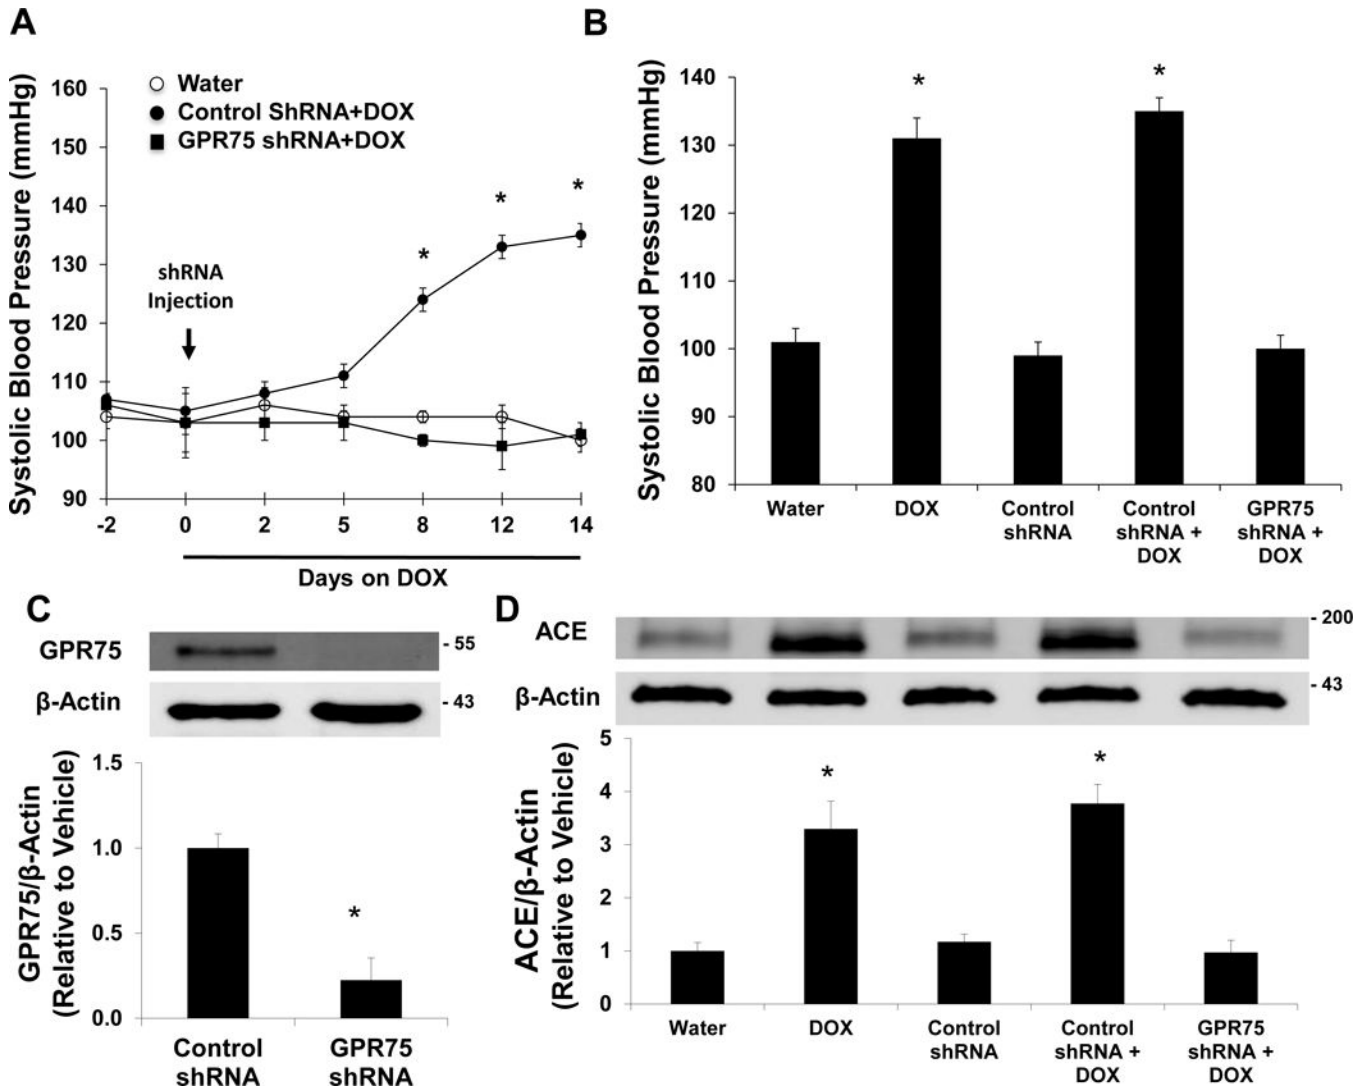 A
Systolic Blood Pressure (mmHg)
160
150
140
130
120
110
100
90
Water
Control ShRNA+DOX
GPR75 shRNA+DOX
shRNA
Injection
*
*
*
-2 0 2 5 8 12 14
Days on DOX
B
Systolic Blood Pressure (mmHg)
140
130
120
110
100
90
80
*
*
Water
DOX
Control
shRNA
Control
shRNA +
DOX
GPR75
shRNA +
DOX
C
GPR75
- 55
β-Actin
- 43
GPR75/β-Actin
(Relative to Vehicle)
1.5
1.0
0.5
0.0
*
Control
shRNA
GPR75
shRNA
D
ACE
- 200
β-Actin
- 43
ACE/β-Actin
(Relative to Vehicle)
5
4
3
2
1
0
*
*
Water
DOX
Control
shRNA
Control
shRNA +
DOX
GPR75
shRNA +
DOX